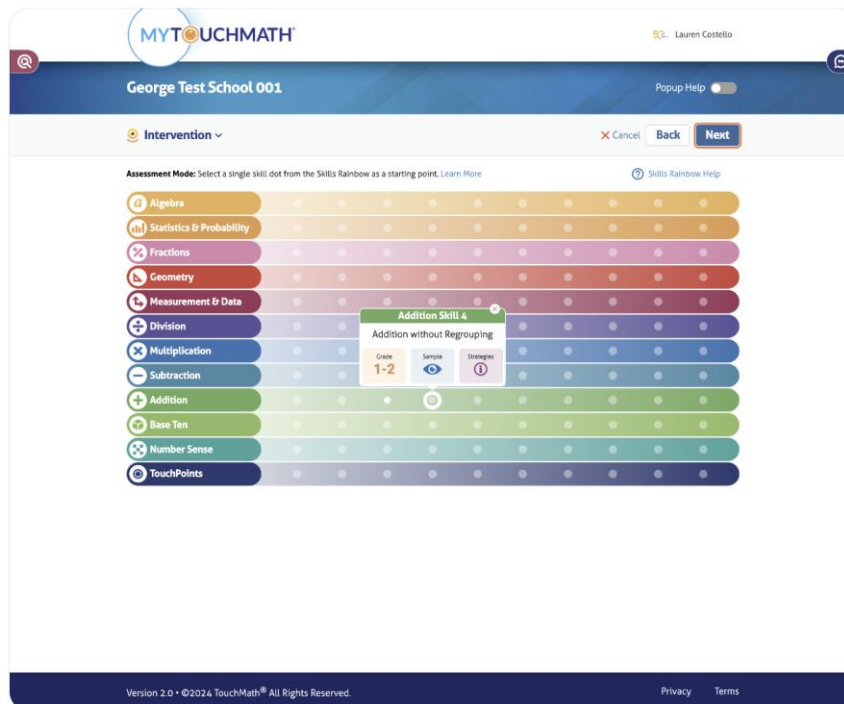 MYTOUCHMATH®
Lauren Costello
George Test School 001
Popup Help
Intervention
Cancel
Back
Next
Assessment Mode: Select a single skill dot from the Skills Rainbow as a starting point. Learn More
Skills Rainbow Help
Algebra
Statistics & Probability
Fractions
Geometry
Measurement & Data
Division
Multiplication
Subtraction
Addition
Base Ten
Number Sense
TouchPoints
Addition Skill 4
Addition without Regrouping
Grade
1-2
Sample
Strategies
Version 2.0 • ©2024 TouchMath® All Rights Reserved.
Privacy
Terms